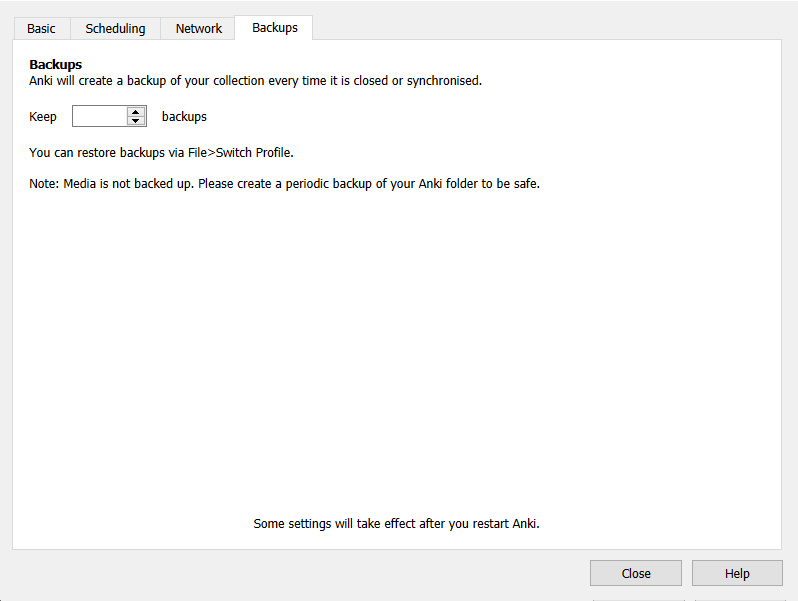 Basic Scheduling Network Backups
Backups
Anki will create a backup of your collection every time it is closed or synchronised.
Keep backups
You can restore backups via File>Switch Profile.
Note: Media is not backed up. Please create a periodic backup of your Anki folder to be safe.
Some settings will take effect after you restart Anki.
Close Help